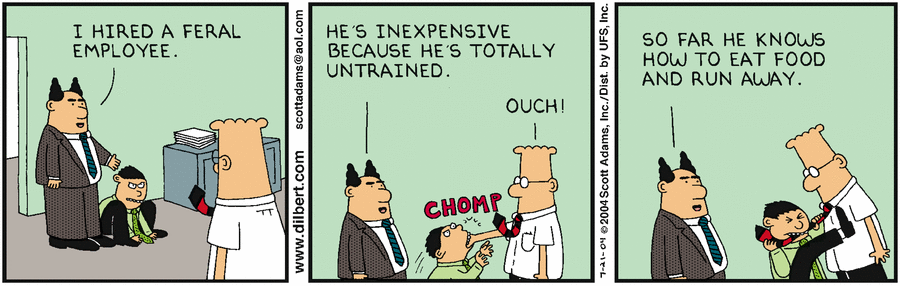 I HIRED A FERAL
EMPLOYEE.
www.dilbert.com
scottadams@aol.com
HE'S INEXPENSIVE
BECAUSE HE'S TOTALLY
UNTRAINED.
OUCH!
CHOMP
7-21-04 ©2004 Scott Adams, Inc./Dist. by UFS, Inc.
SO FAR HE KNOWS
HOW TO EAT FOOD
AND RUN AWAY.